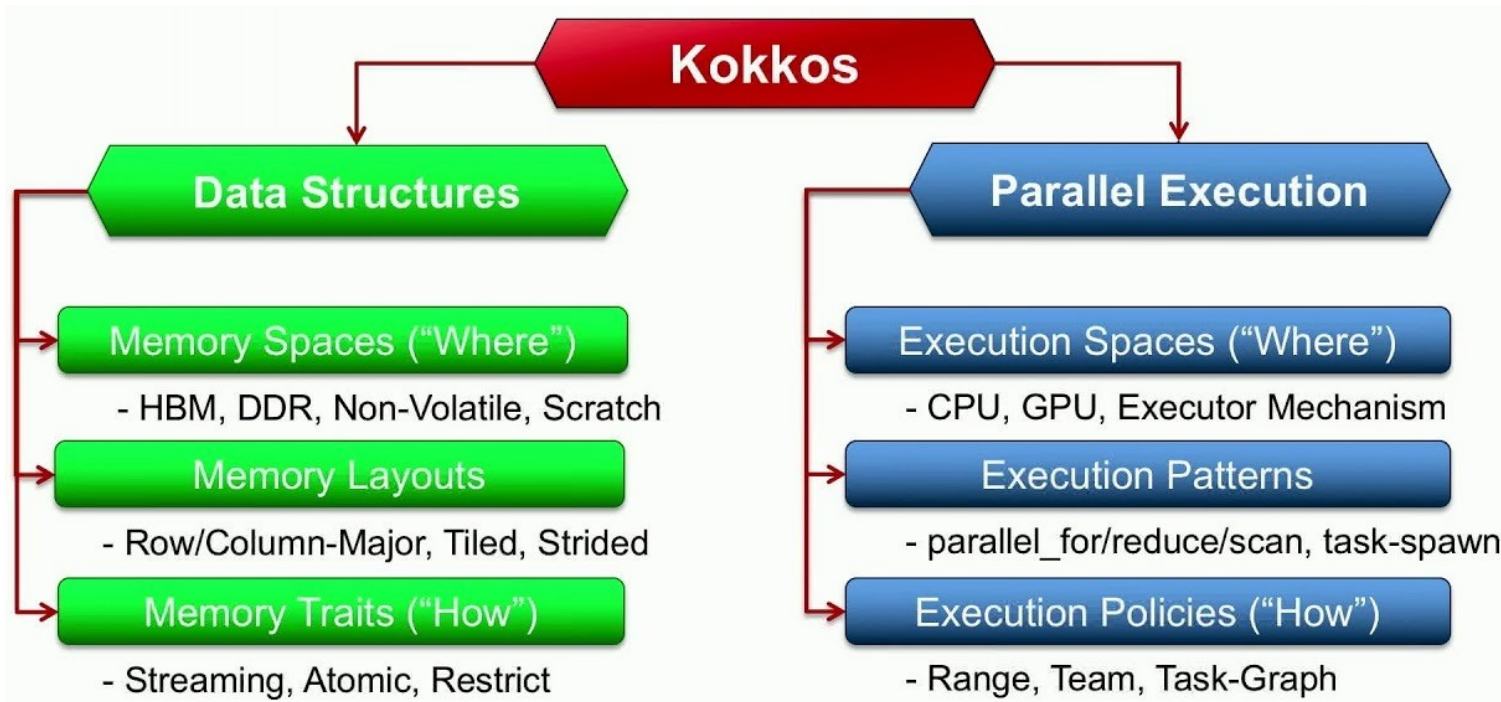 Kokkos
Data Structures
Memory Spaces (“Where”)
- HBM, DDR, Non-Volatile, Scratch
Memory Layouts
- Row/Column-Major, Tiled, Strided
Memory Traits (“How”)
- Streaming, Atomic, Restrict
Parallel Execution
Execution Spaces (“Where”)
- CPU, GPU, Executor Mechanism
Execution Patterns
- parallel_for/reduce/scan, task-spawn
Execution Policies (“How”)
- Range, Team, Task-Graph